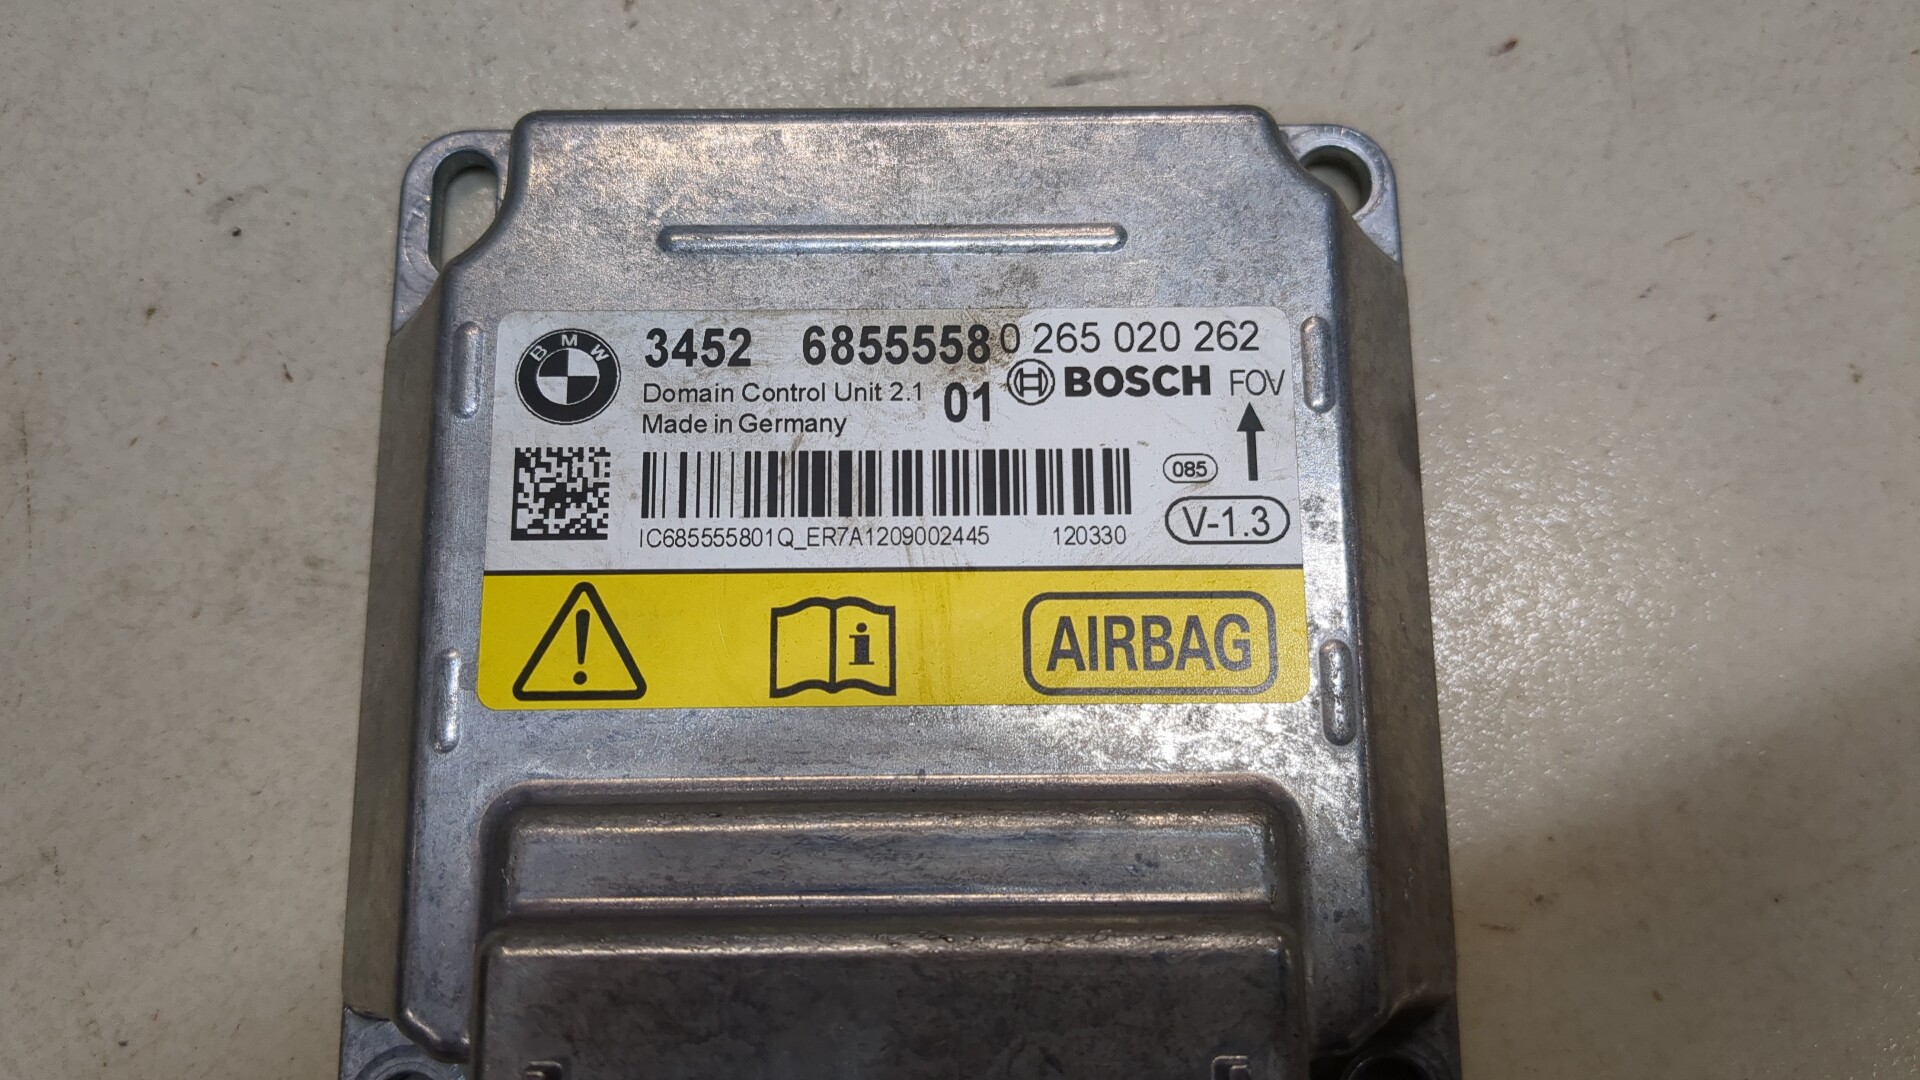 BMW
3452 6855558
0 265 020 262
Domain Control Unit 2.1
01
BOSCH
FOV
Made in Germany
085
V-1.3
IC685555801Q_ER7A1209002445 120330
!
i
AIRBAG